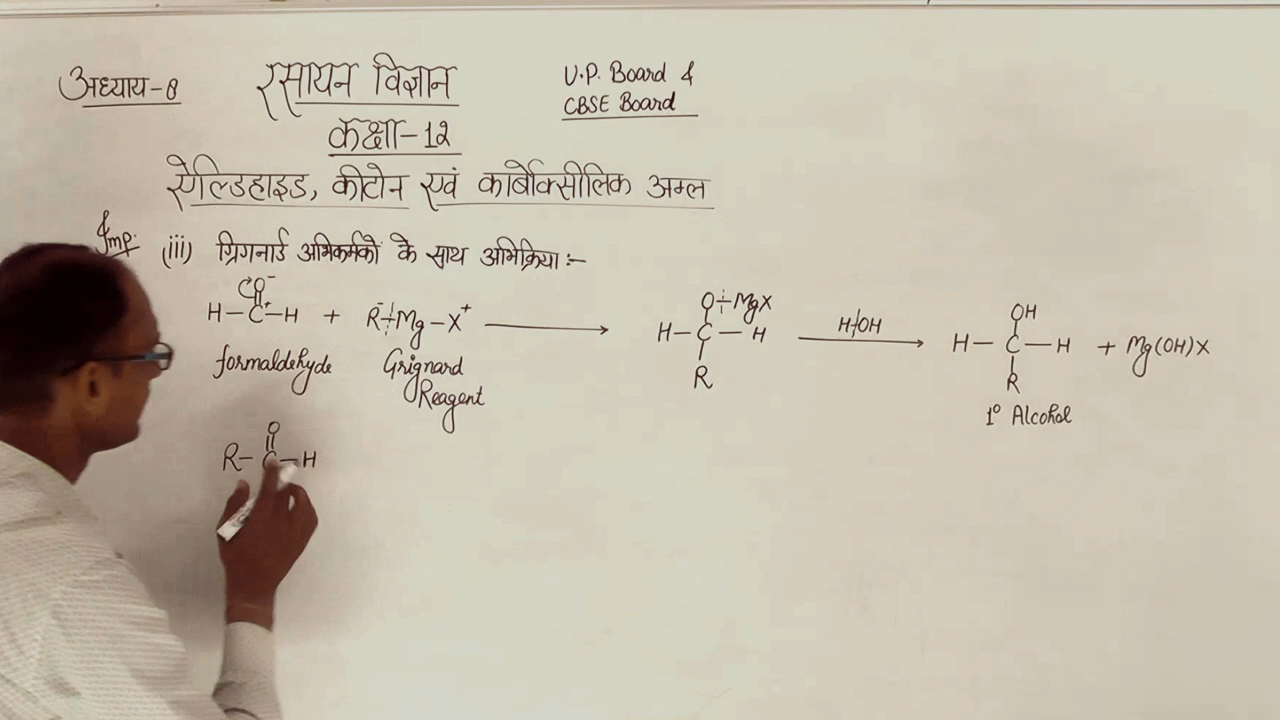 अध्याय-8
रसायन विज्ञान
U.P. Board &
CBSE Board
कक्षा-12
ऐल्डिहाइड, कीटोन एवं कार्बोक्सीलिक अम्ल
Imp.
(iii) ग्रिगनार्ड अभिकर्मकों के साथ अभिक्रिया :-
O⁻
H-C⁺-H + R⁻-Mg-X⁺
formaldehyde
Grignard
Reagent
O-MgX
H-C-H
R
H/OH
OH
H-C-H + Mg(OH)X
R
1° Alcohol
O
R-C-H